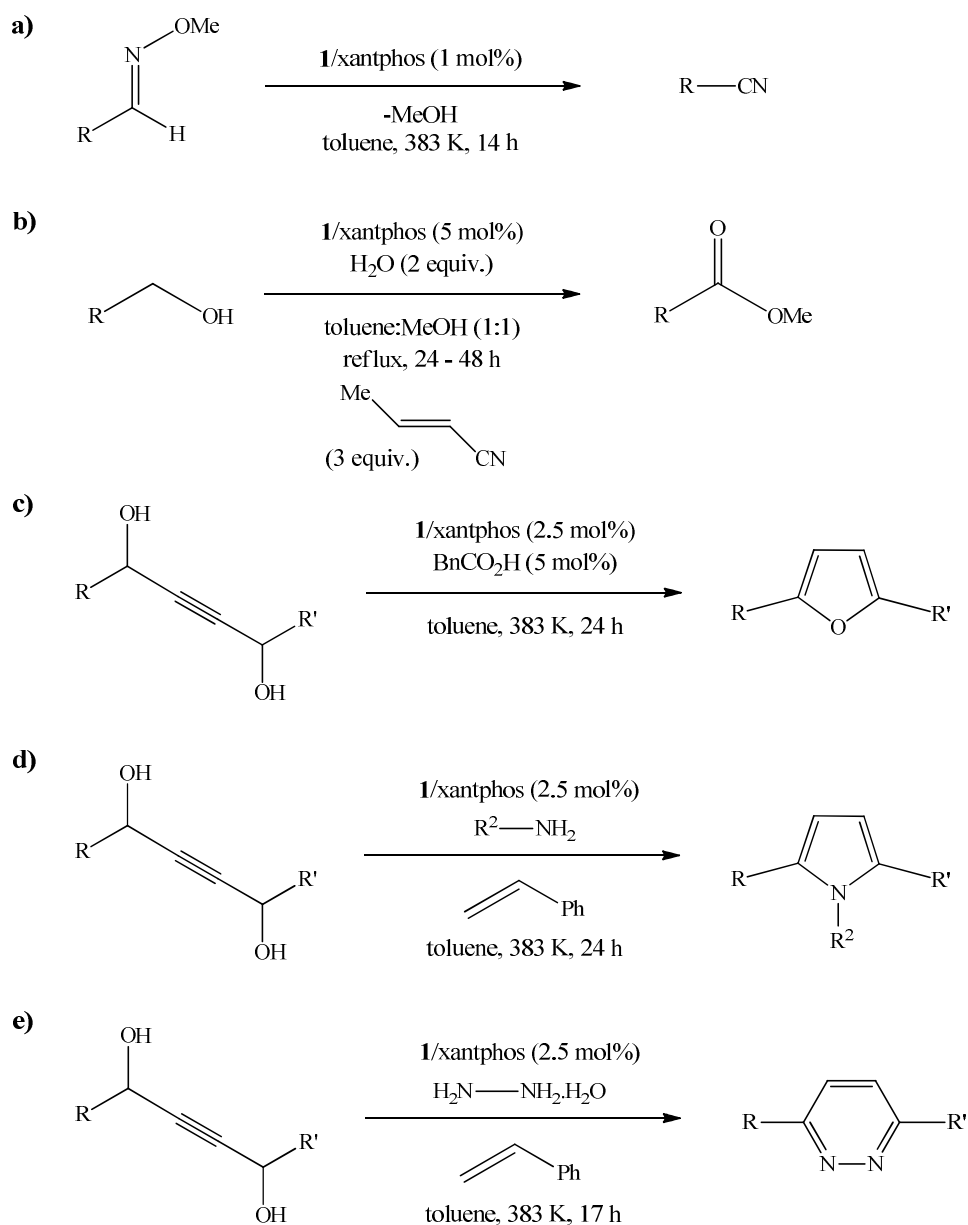 a)
OMe
N
R
H
1/xantphos (1 mol%)
-MeOH
toluene, 383 K, 14 h
R
CN
b)
R
OH
1/xantphos (5 mol%)
H₂O (2 equiv.)
toluene:MeOH (1:1)
reflux, 24 - 48 h
Me
CN
(3 equiv.)
O
R
OMe
c)
OH
R
R'
OH
1/xantphos (2.5 mol%)
BnCO₂H (5 mol%)
toluene, 383 K, 24 h
R
O
R'
d)
OH
R
R'
OH
1/xantphos (2.5 mol%)
R²
NH₂
Ph
toluene, 383 K, 24 h
R
N
R'
R²
e)
OH
R
R'
OH
1/xantphos (2.5 mol%)
H₂N
NH₂.H₂O
Ph
toluene, 383 K, 17 h
R
R'
N
N